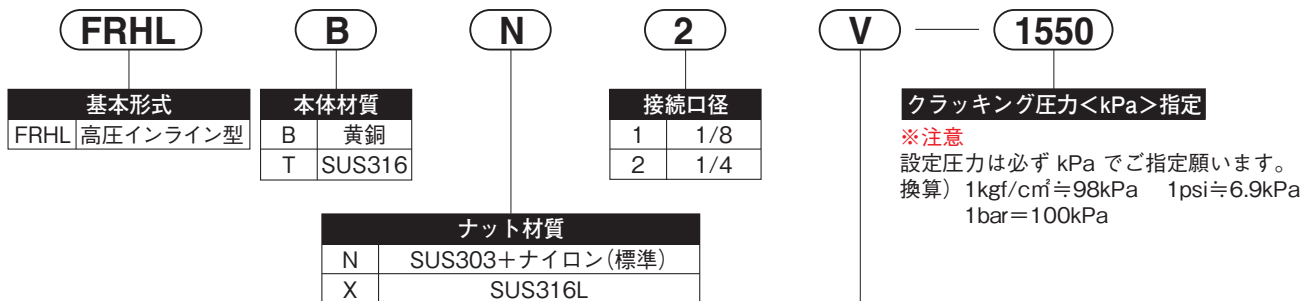 FRHL B N 2 V 1550
基本形式
FRHL 高圧インライン型
本体材質
B 黄銅
T SUS316
接続口径
1 1/8
2 1/4
クラッキング圧力<kPa>指定
※注意
設定圧力は必ず kPa でご指定願います。
換算）1kgf/c㎡≒98kPa 1psi≒6.9kPa
1bar＝100kPa
ナット材質
N SUS303＋ナイロン（標準）
X SUS316L